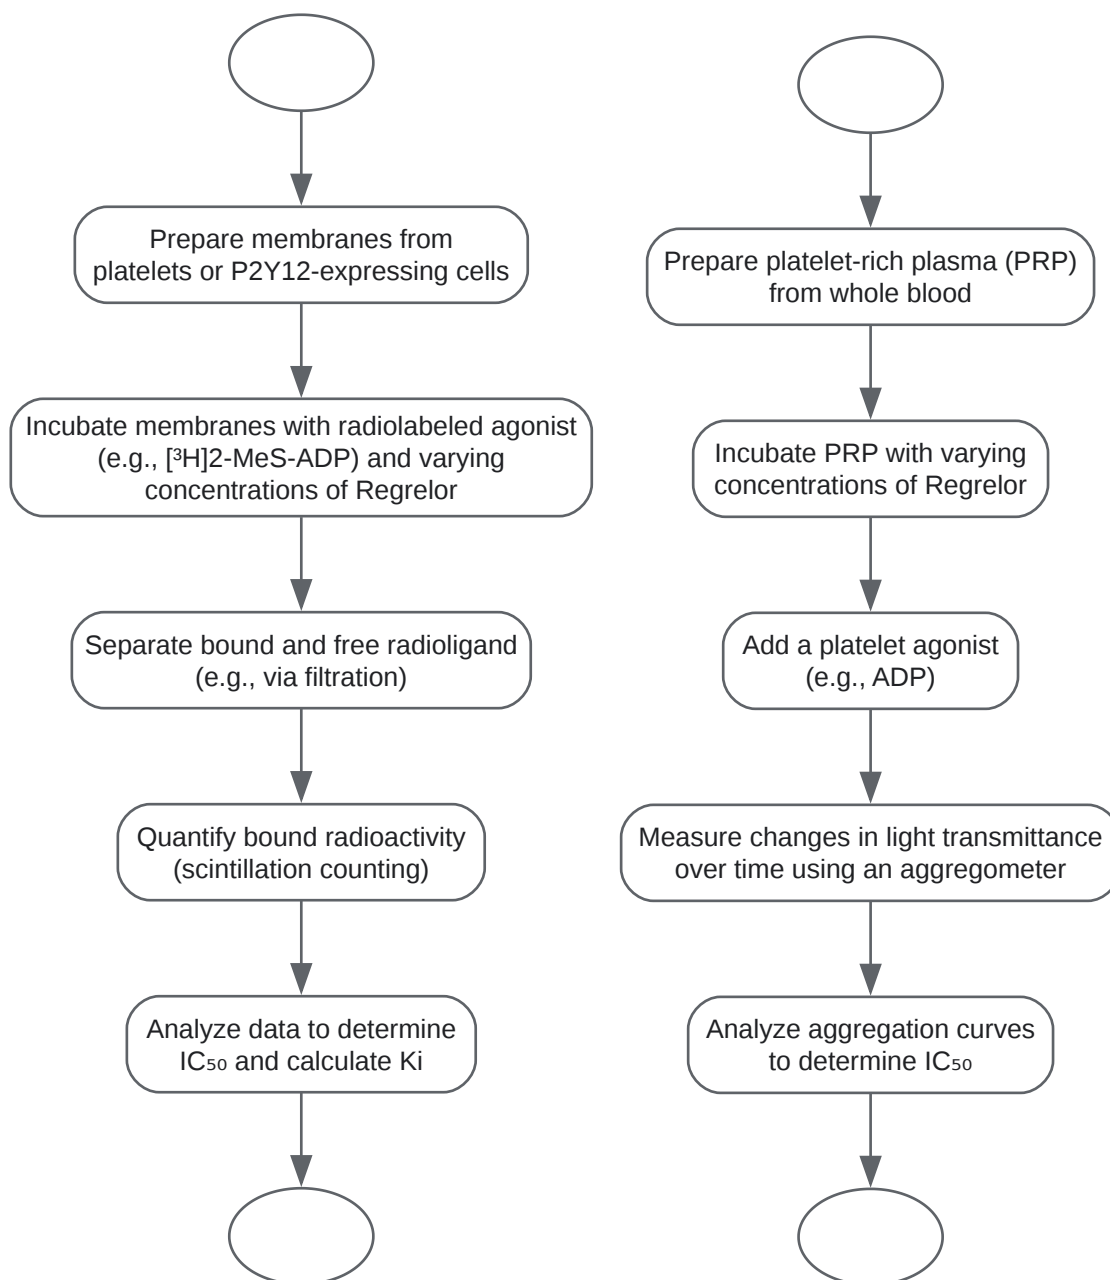 Prepare membranes from
platelets or P2Y12-expressing cells
Incubate membranes with radiolabeled agonist
(e.g., [³H]2-MeS-ADP) and varying
concentrations of Regrelor
Separate bound and free radioligand
(e.g., via filtration)
Quantify bound radioactivity
(scintillation counting)
Analyze data to determine
IC₅₀ and calculate Ki
Prepare platelet-rich plasma (PRP)
from whole blood
Incubate PRP with varying
concentrations of Regrelor
Add a platelet agonist
(e.g., ADP)
Measure changes in light transmittance
over time using an aggregometer
Analyze aggregation curves
to determine IC₅₀